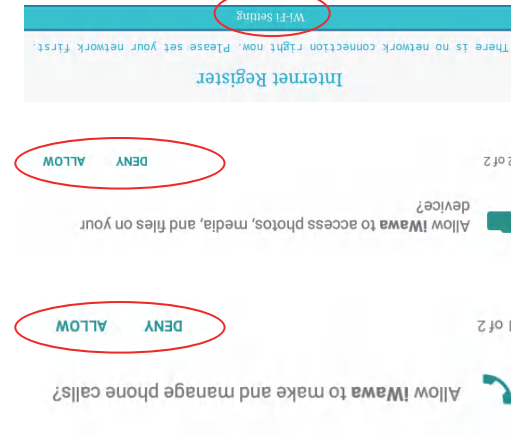 Allow iWawa to make and manage phone calls?
1 of 2 DENY ALLOW
Allow iWawa to access photos, media, and files on your
device?
2 of 2 DENY ALLOW
Internet Register
There is no network connection right now. Please set your network first.
Wi-Fi Setting